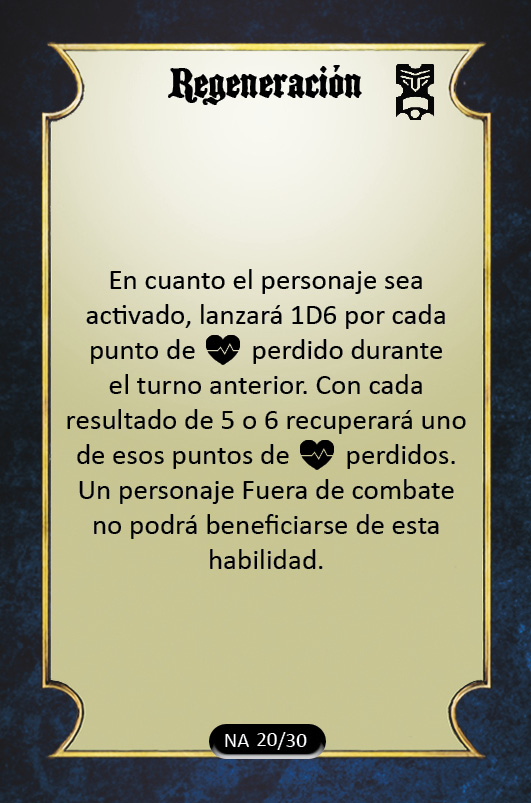 Regeneración
En cuanto el personaje sea
activado, lanzará 1D6 por cada
punto de perdido durante
el turno anterior. Con cada
resultado de 5 o 6 recuperará uno
de esos puntos de perdidos.
Un personaje Fuera de combate
no podrá beneficiarse de esta
habilidad.
NA 20/30